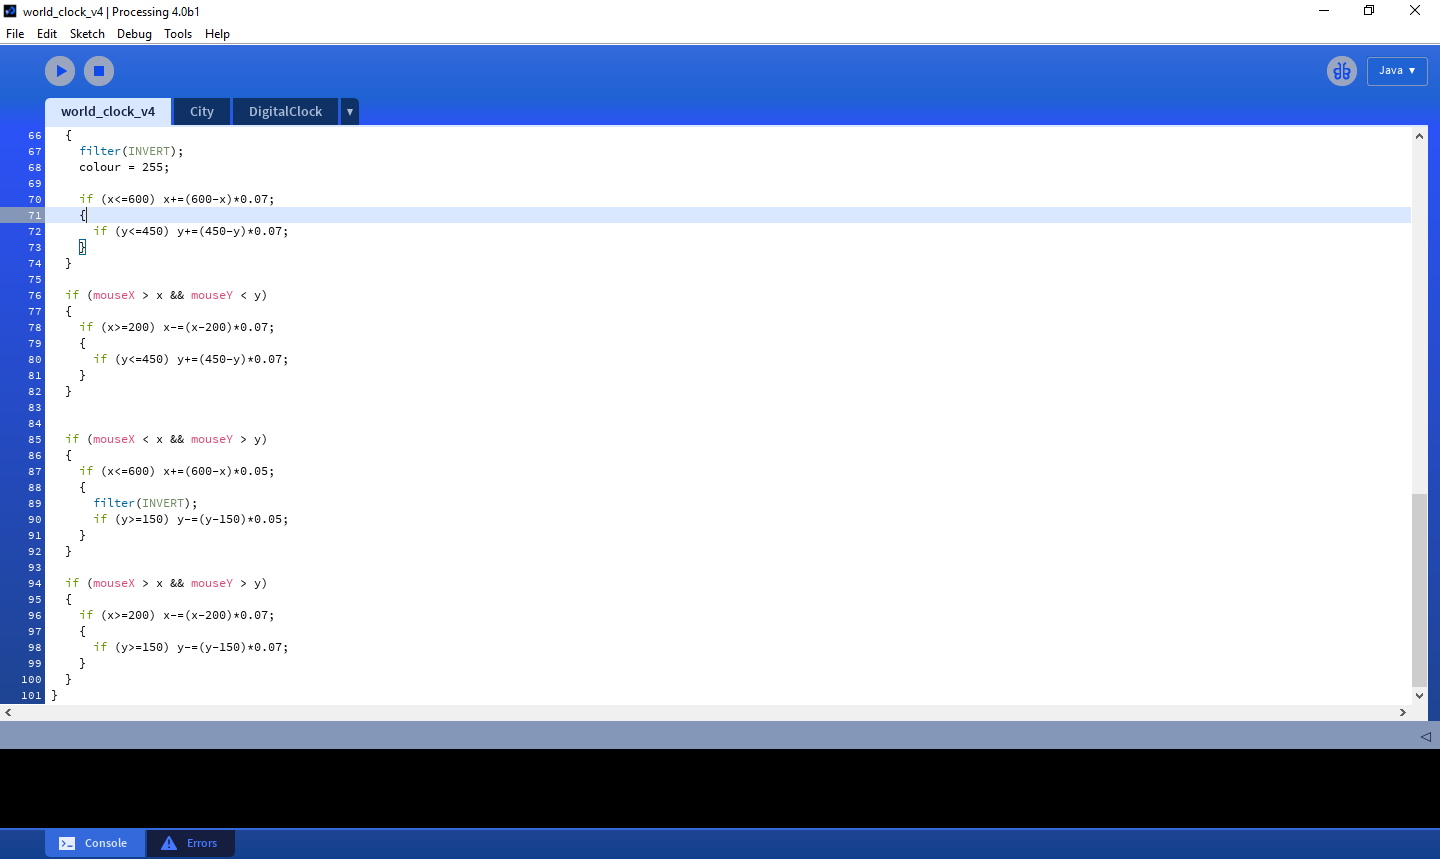 world_clock_v4 | Processing 4.0b1
File Edit Sketch Debug Tools Help
Java ▼
world_clock_v4 City DigitalClock ▼
66 {
67 filter(INVERT);
68 colour = 255;
69
70 if (x<=600) x+=(600-x)*0.07;
71 {
72 if (y<=450) y+=(450-y)*0.07;
73 }
74 }
75
76 if (mouseX > x && mouseY < y)
77 {
78 if (x>=200) x-=(x-200)*0.07;
79 {
80 if (y<=450) y+=(450-y)*0.07;
81 }
82 }
83
84
85 if (mouseX < x && mouseY > y)
86 {
87 if (x<=600) x+=(600-x)*0.05;
88 {
89 filter(INVERT);
90 if (y>=150) y-=(y-150)*0.05;
91 }
92 }
93
94 if (mouseX > x && mouseY > y)
95 {
96 if (x>=200) x-=(x-200)*0.07;
97 {
98 if (y>=150) y-=(y-150)*0.07;
99 }
100 }
101 }
Console Errors